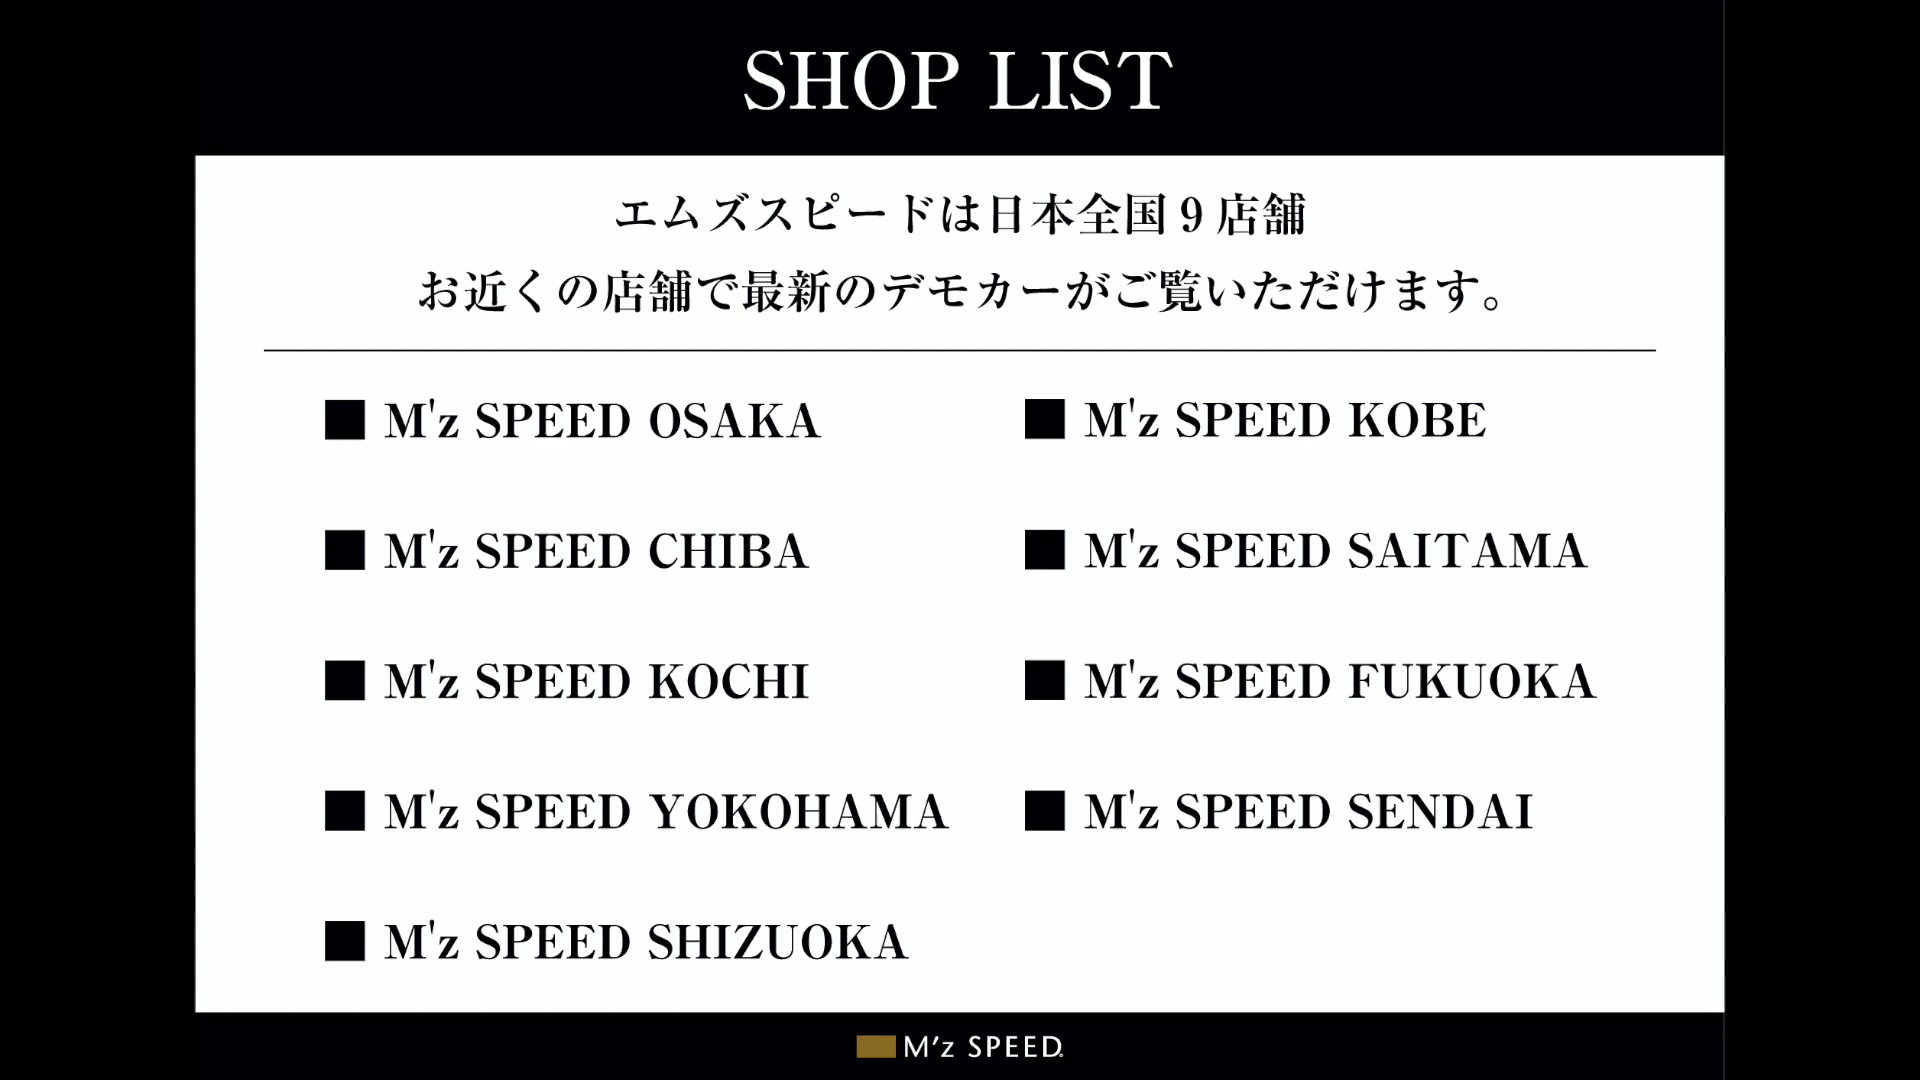 SHOP LIST
エムズスピードは日本全国9店舗
お近くの店舗で最新のデモカーがご覧いただけます。
■ M'z SPEED OSAKA
■ M'z SPEED KOBE
■ M'z SPEED CHIBA
■ M'z SPEED SAITAMA
■ M'z SPEED KOCHI
■ M'z SPEED FUKUOKA
■ M'z SPEED YOKOHAMA
■ M'z SPEED SENDAI
■ M'z SPEED SHIZUOKA
M'z SPEED®